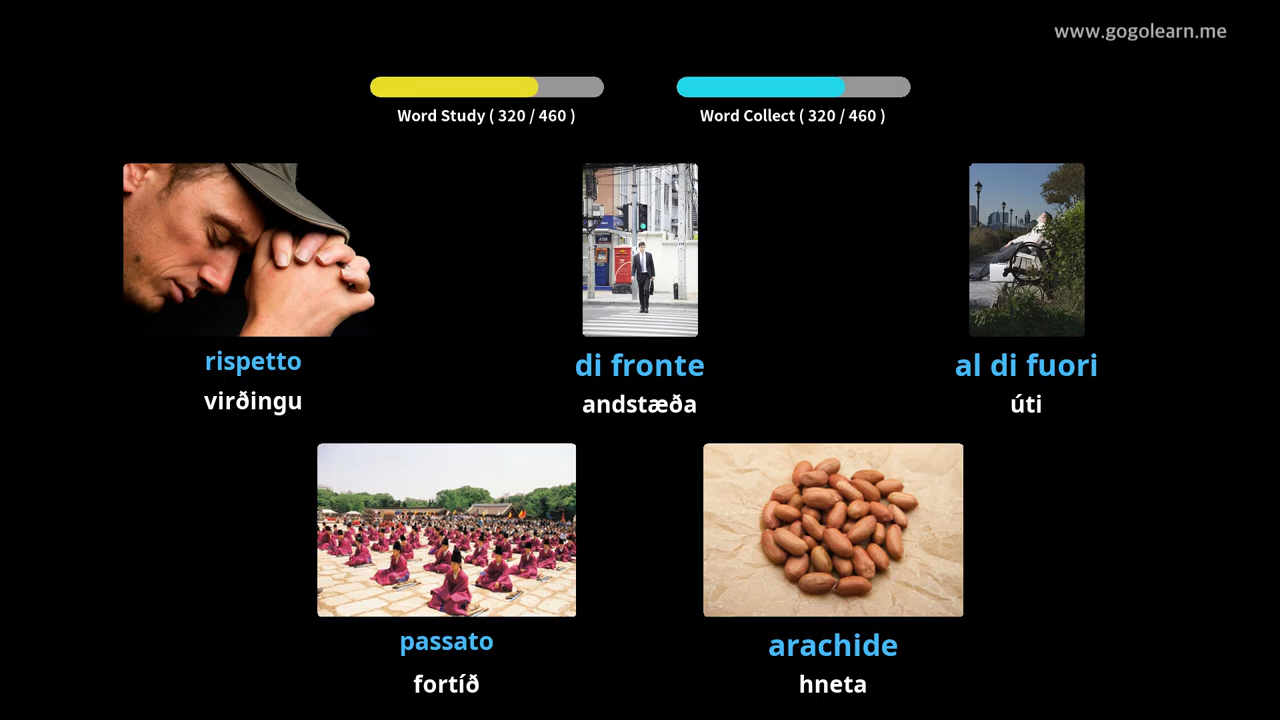 www.gogolearn.me
Word Study ( 320 / 460 )
Word Collect ( 320 / 460 )
rispetto
virðingu
di fronte
andstæða
al di fuori
úti
passato
fortíð
arachide
hneta